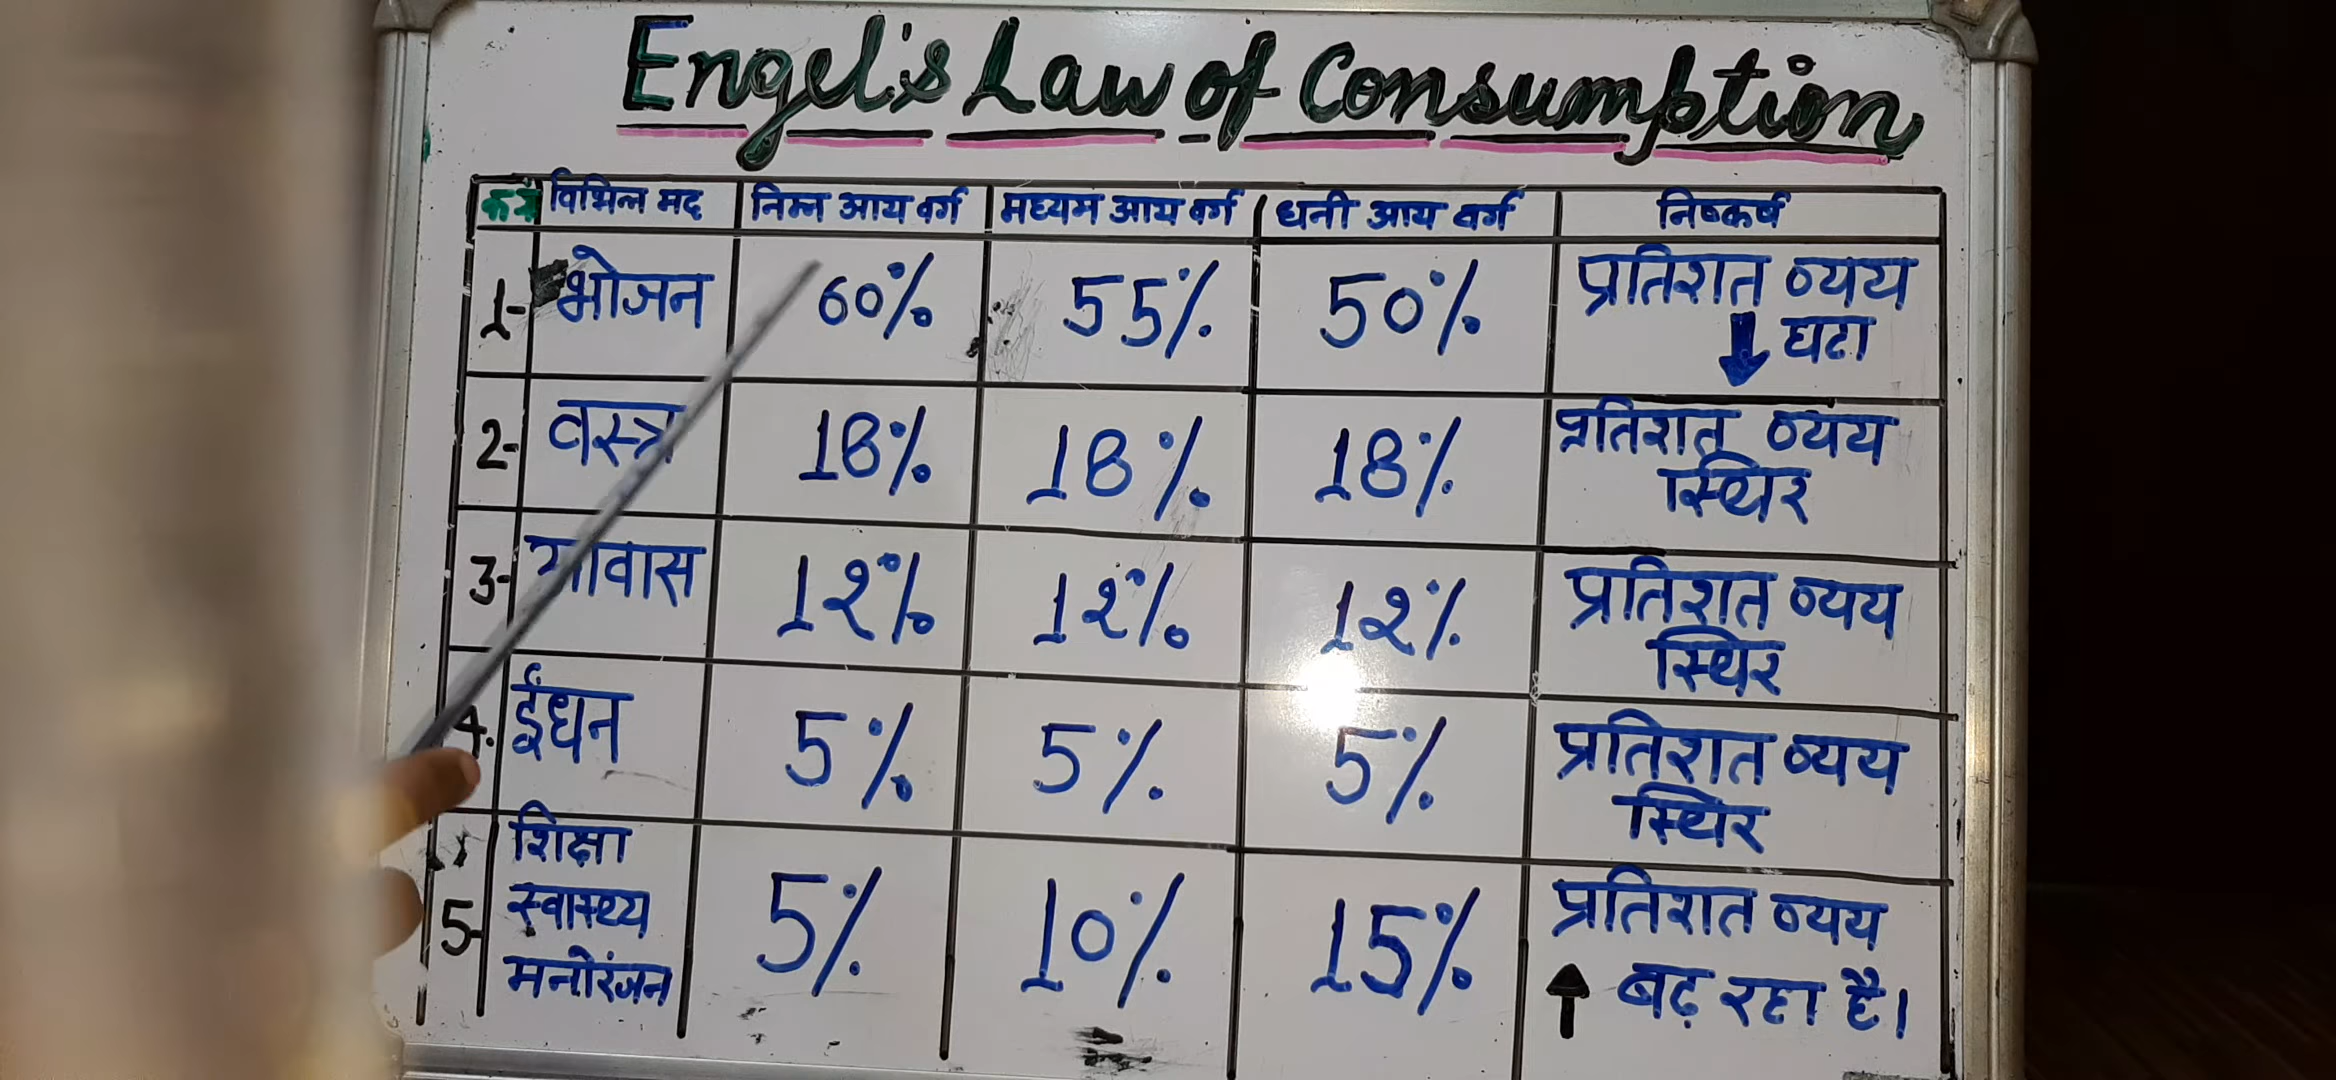 Engel's Law of Consumption
विभिन्न मद निम्न आय वर्ग मध्यम आय वर्ग धनी आय वर्ग निष्कर्ष
1- भोजन 60% 55% 50% प्रतिशत व्यय
↓ घटा
2- वस्त्र 18% 18% 18% प्रतिशत व्यय
स्थिर
3- आवास 12% 12% 12% प्रतिशत व्यय
स्थिर
4. ईंधन 5% 5% 5% प्रतिशत व्यय
स्थिर
शिक्षा
5- स्वास्थ्य 5% 10% 15% प्रतिशत व्यय
मनोरंजन ↑ बढ़ रहा है।